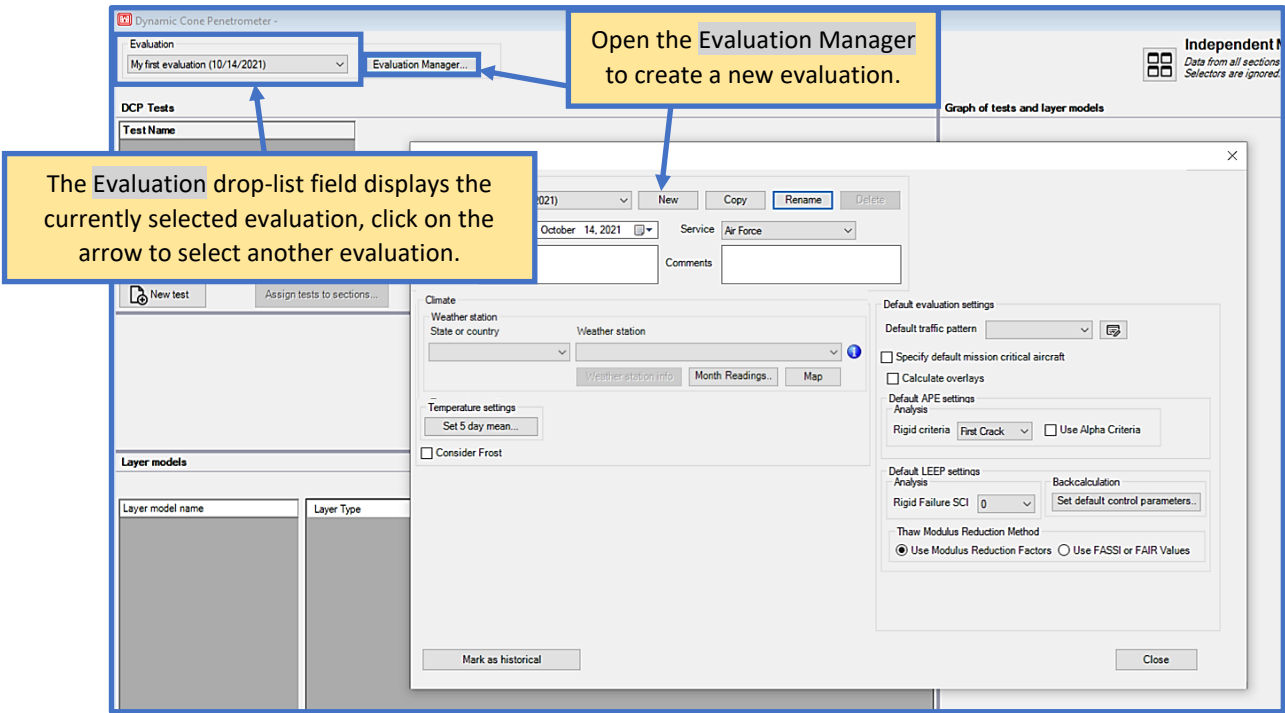 Dynamic Cone Penetrometer -
Evaluation
My first evaluation (10/14/2021)
Evaluation Manager...
Open the Evaluation Manager
to create a new evaluation.
Independent M
Data from all sections
Selectors are ignored.
DCP Tests
Graph of tests and layer models
Test Name
The Evaluation drop-list field displays the
currently selected evaluation, click on the
arrow to select another evaluation.
2021)
New
Copy
Rename
Delete
October 14, 2021
Service
Air Force
Comments
New test
Assign tests to sections...
Climate
Weather station
State or country
Weather station
Weather station info
Month Readings..
Map
Temperature settings
Set 5 day mean...
Consider Frost
Default evaluation settings
Default traffic pattern
Specify default mission critical aircraft
Calculate overlays
Default APE settings
Analysis
Rigid criteria
First Crack
Use Alpha Criteria
Default LEEP settings
Analysis
Rigid Failure SCI
0
Backcalculation
Set default control parameters..
Thaw Modulus Reduction Method
Use Modulus Reduction Factors
Use FASSI or FAIR Values
Layer models
Layer model name
Layer Type
Mark as historical
Close